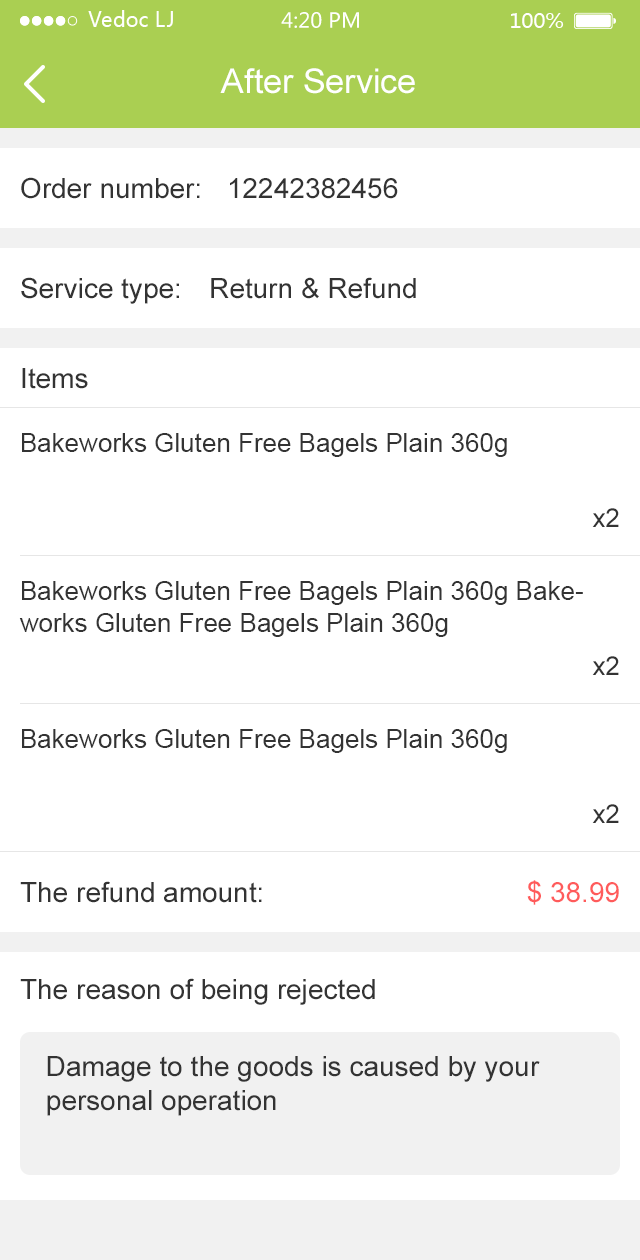 Vedoc LJ 4:20 PM 100%
After Service
Order number: 12242382456
Service type: Return & Refund
Items
Bakeworks Gluten Free Bagels Plain 360g
x2
Bakeworks Gluten Free Bagels Plain 360g Bake-
works Gluten Free Bagels Plain 360g
x2
Bakeworks Gluten Free Bagels Plain 360g
x2
The refund amount: $ 38.99
The reason of being rejected
Damage to the goods is caused by your
personal operation